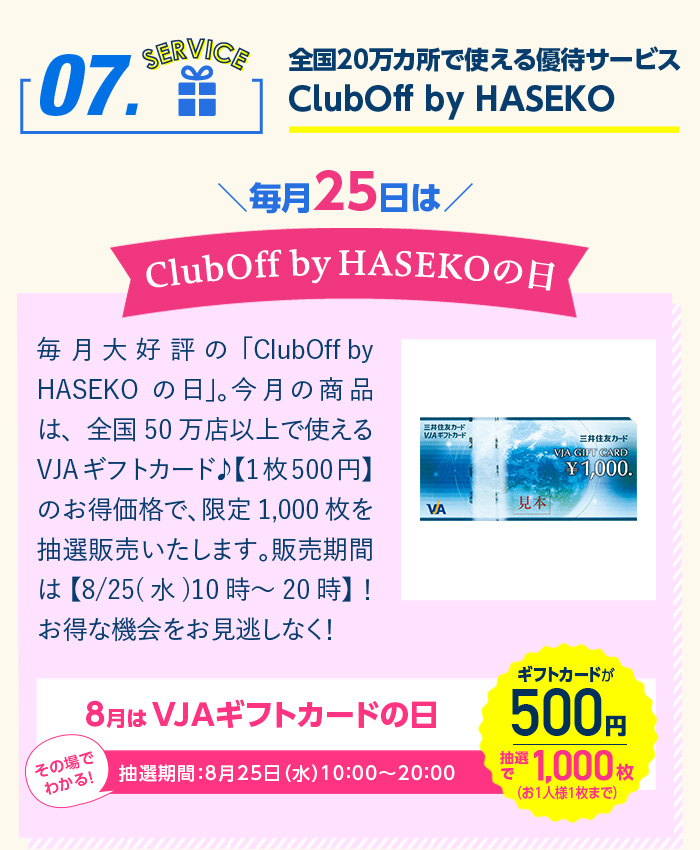 07.
SERVICE
全国20万カ所で使える優待サービス
ClubOff by HASEKO
＼毎月25日は／
ClubOff by HASEKOの日
毎月大好評の「ClubOff by
HASEKO の日」。今月の商品
は、全国50万店以上で使える
VJAギフトカード♪【1枚500円】
のお得価格で、限定1,000枚を
抽選販売いたします。販売期間
は【8/25(水)10時～20時】！
お得な機会をお見逃しなく！
三井住友カード
VJAギフトカード
三井住友カード
VJA GIFT CARD
￥1,000.
見本
VJA
8月はVJAギフトカードの日
その場で
わかる！
抽選期間：8月25日（水）10：00～20：00
ギフトカードが
500円
抽選で1,000枚
（お1人様1枚まで）